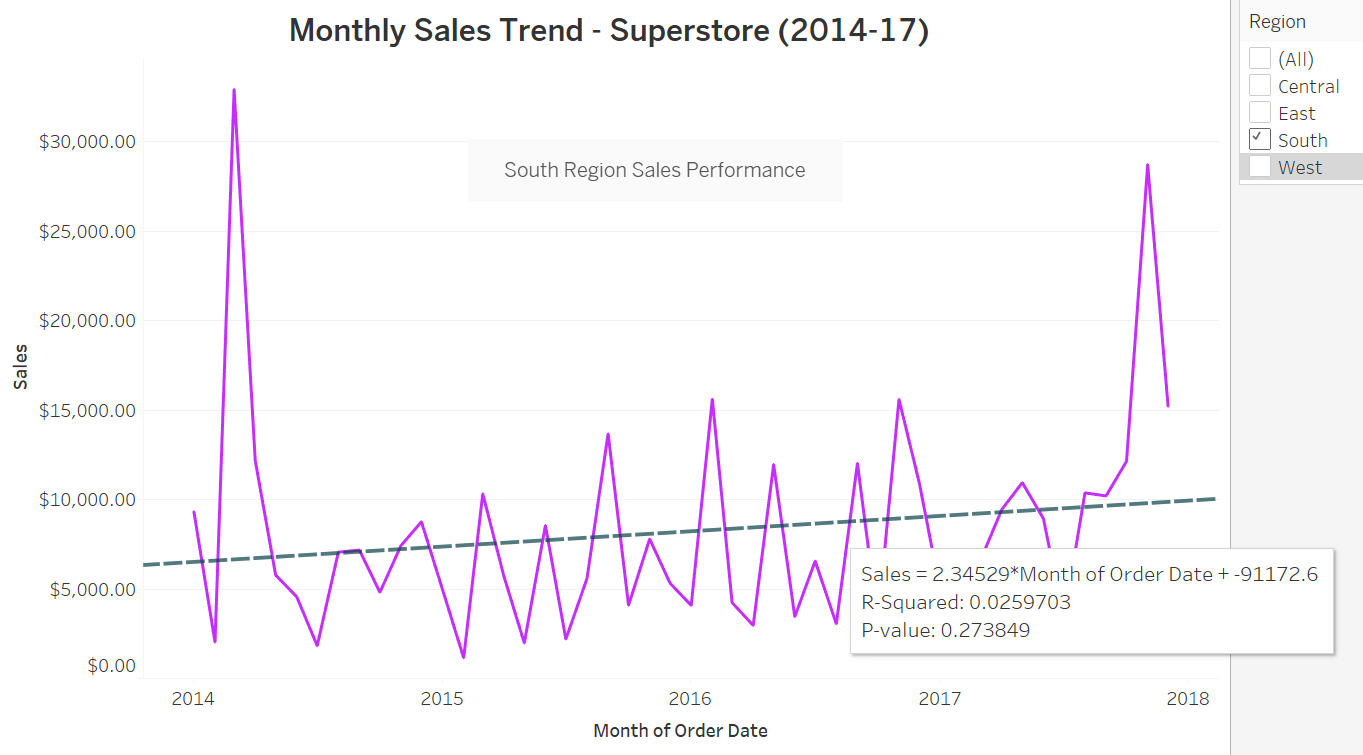 Monthly Sales Trend - Superstore (2014-17)
Region
(All)
Central
East
South
West
South Region Sales Performance
Sales
$30,000.00
$25,000.00
$20,000.00
$15,000.00
$10,000.00
$5,000.00
$0.00
Sales = 2.34529*Month of Order Date + -91172.6
R-Squared: 0.0259703
P-value: 0.273849
2014
2015
2016
2017
2018
Month of Order Date